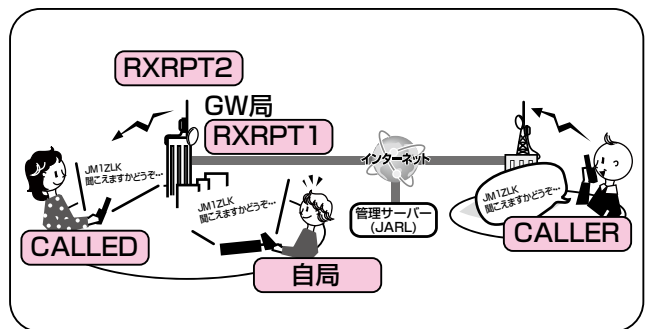 RXRPT2
GW局
RXRPT1
インターネット
JM1ZLK
聞こえますかどうぞ…
JM1ZLK
聞こえますかどうぞ…
JM1ZLK
聞こえますかどうぞ…
管理サーバー
(JARL)
CALLED
CALLER
自局